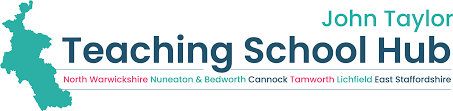 John Taylor
Teaching School Hub
North Warwickshire Nuneaton & Bedworth Cannock Tamworth Lichfield East Staffordshire